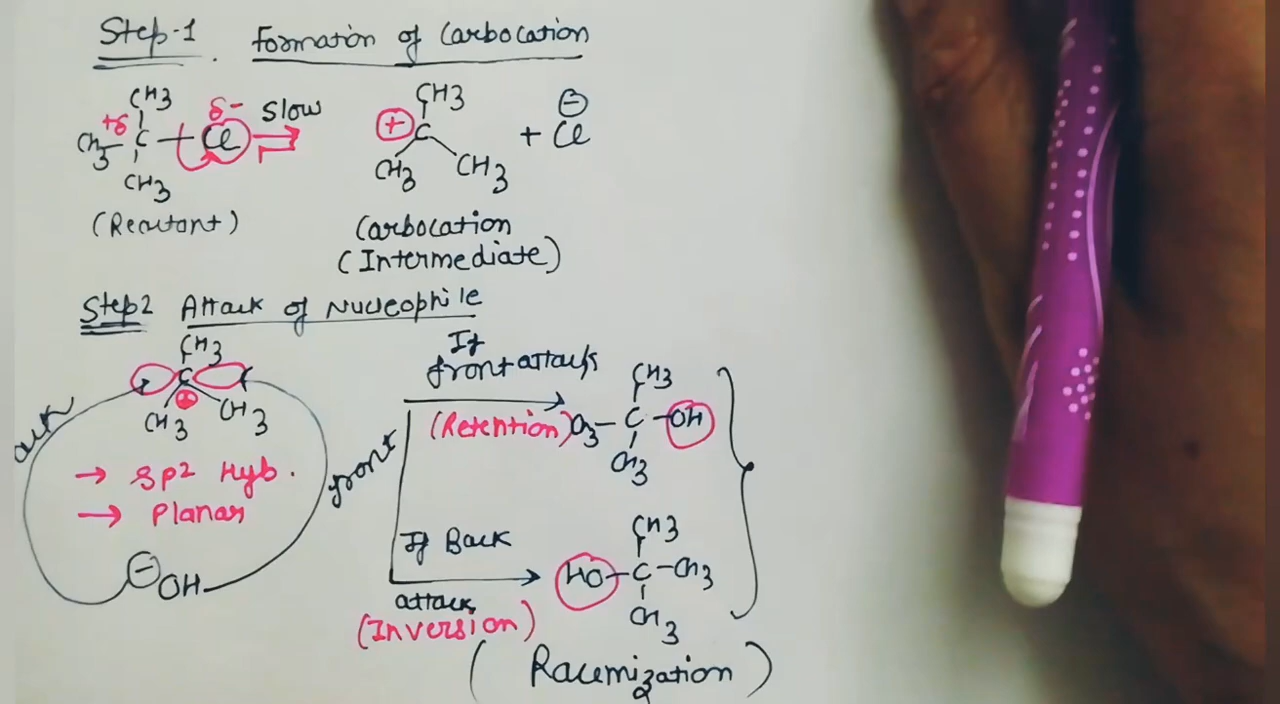 Step-1. Formation of Carbocation
CH3
+δ δ- Slow
CH3-C-Cl
CH3
(Reactant)
CH3
+ C + Cl ⊖
CH3 CH3
Carbocation
(Intermediate)
Step2 Attack of Nucleophile
CH3
C
⊕
CH3 CH3
→ SP2 Hyb.
→ Planar
⊖OH
front
If
front attack
(Retention)
CH3
CH3-C-OH
CH3
If Back
attack
(Inversion)
CH3
HO-C-CH3
CH3
(Racemization)